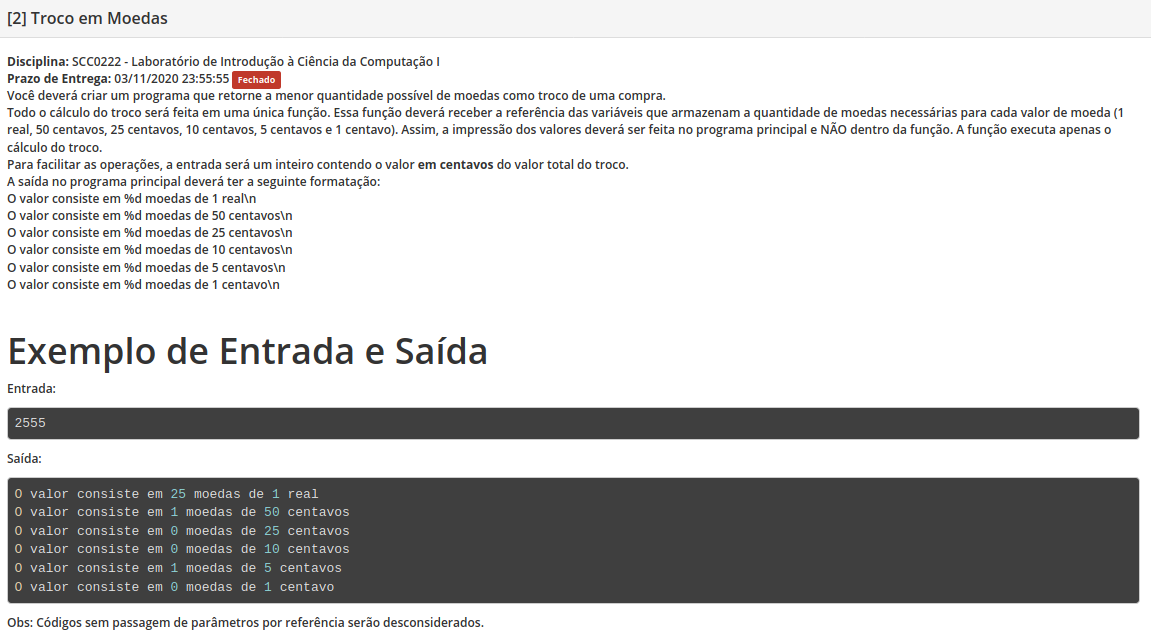 [2] Troco em Moedas
Disciplina: SCC0222 - Laboratório de Introdução à Ciência da Computação I
Prazo de Entrega: 03/11/2020 23:55:55 Fechado
Você deverá criar um programa que retorne a menor quantidade possível de moedas como troco de uma compra.
Todo o cálculo do troco será feita em uma única função. Essa função deverá receber a referência das variáveis que armazenam a quantidade de moedas necessárias para cada valor de moeda (1
real, 50 centavos, 25 centavos, 10 centavos, 5 centavos e 1 centavo). Assim, a impressão dos valores deverá ser feita no programa principal e NÃO dentro da função. A função executa apenas o
cálculo do troco.
Para facilitar as operações, a entrada será um inteiro contendo o valor em centavos do valor total do troco.
A saída no programa principal deverá ter a seguinte formatação:
O valor consiste em %d moedas de 1 real\n
O valor consiste em %d moedas de 50 centavos\n
O valor consiste em %d moedas de 25 centavos\n
O valor consiste em %d moedas de 10 centavos\n
O valor consiste em %d moedas de 5 centavos\n
O valor consiste em %d moedas de 1 centavo\n
Exemplo de Entrada e Saída
Entrada:
2555
Saída:
O valor consiste em 25 moedas de 1 real
O valor consiste em 1 moedas de 50 centavos
O valor consiste em 0 moedas de 25 centavos
O valor consiste em 0 moedas de 10 centavos
O valor consiste em 1 moedas de 5 centavos
O valor consiste em 0 moedas de 1 centavo
Obs: Códigos sem passagem de parâmetros por referência serão desconsiderados.